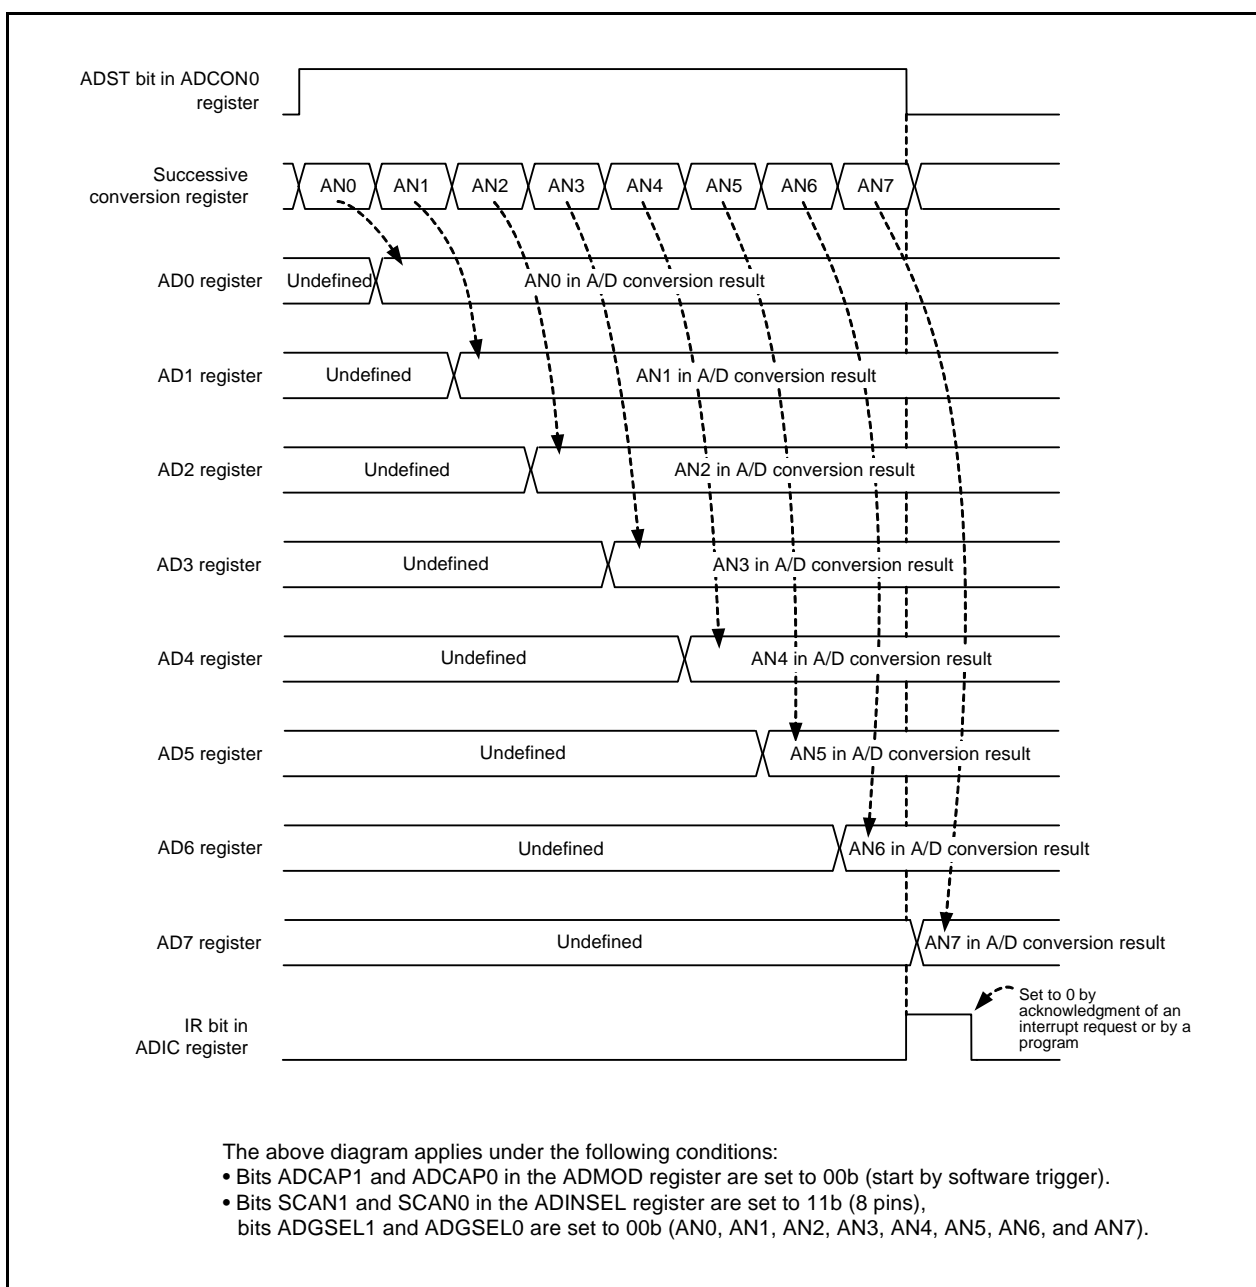 ADST bit in ADCON0
register
Successive
conversion register
AN0
AN1
AN2
AN3
AN4
AN5
AN6
AN7
AD0 register
Undefined
AN0 in A/D conversion result
AD1 register
Undefined
AN1 in A/D conversion result
AD2 register
Undefined
AN2 in A/D conversion result
AD3 register
Undefined
AN3 in A/D conversion result
AD4 register
Undefined
AN4 in A/D conversion result
AD5 register
Undefined
AN5 in A/D conversion result
AD6 register
Undefined
AN6 in A/D conversion result
AD7 register
Undefined
AN7 in A/D conversion result
IR bit in
ADIC register
Set to 0 by
acknowledgment of an
interrupt request or by a
program
The above diagram applies under the following conditions:
• Bits ADCAP1 and ADCAP0 in the ADMOD register are set to 00b (start by software trigger).
• Bits SCAN1 and SCAN0 in the ADINSEL register are set to 11b (8 pins),
bits ADGSEL1 and ADGSEL0 are set to 00b (AN0, AN1, AN2, AN3, AN4, AN5, AN6, and AN7).